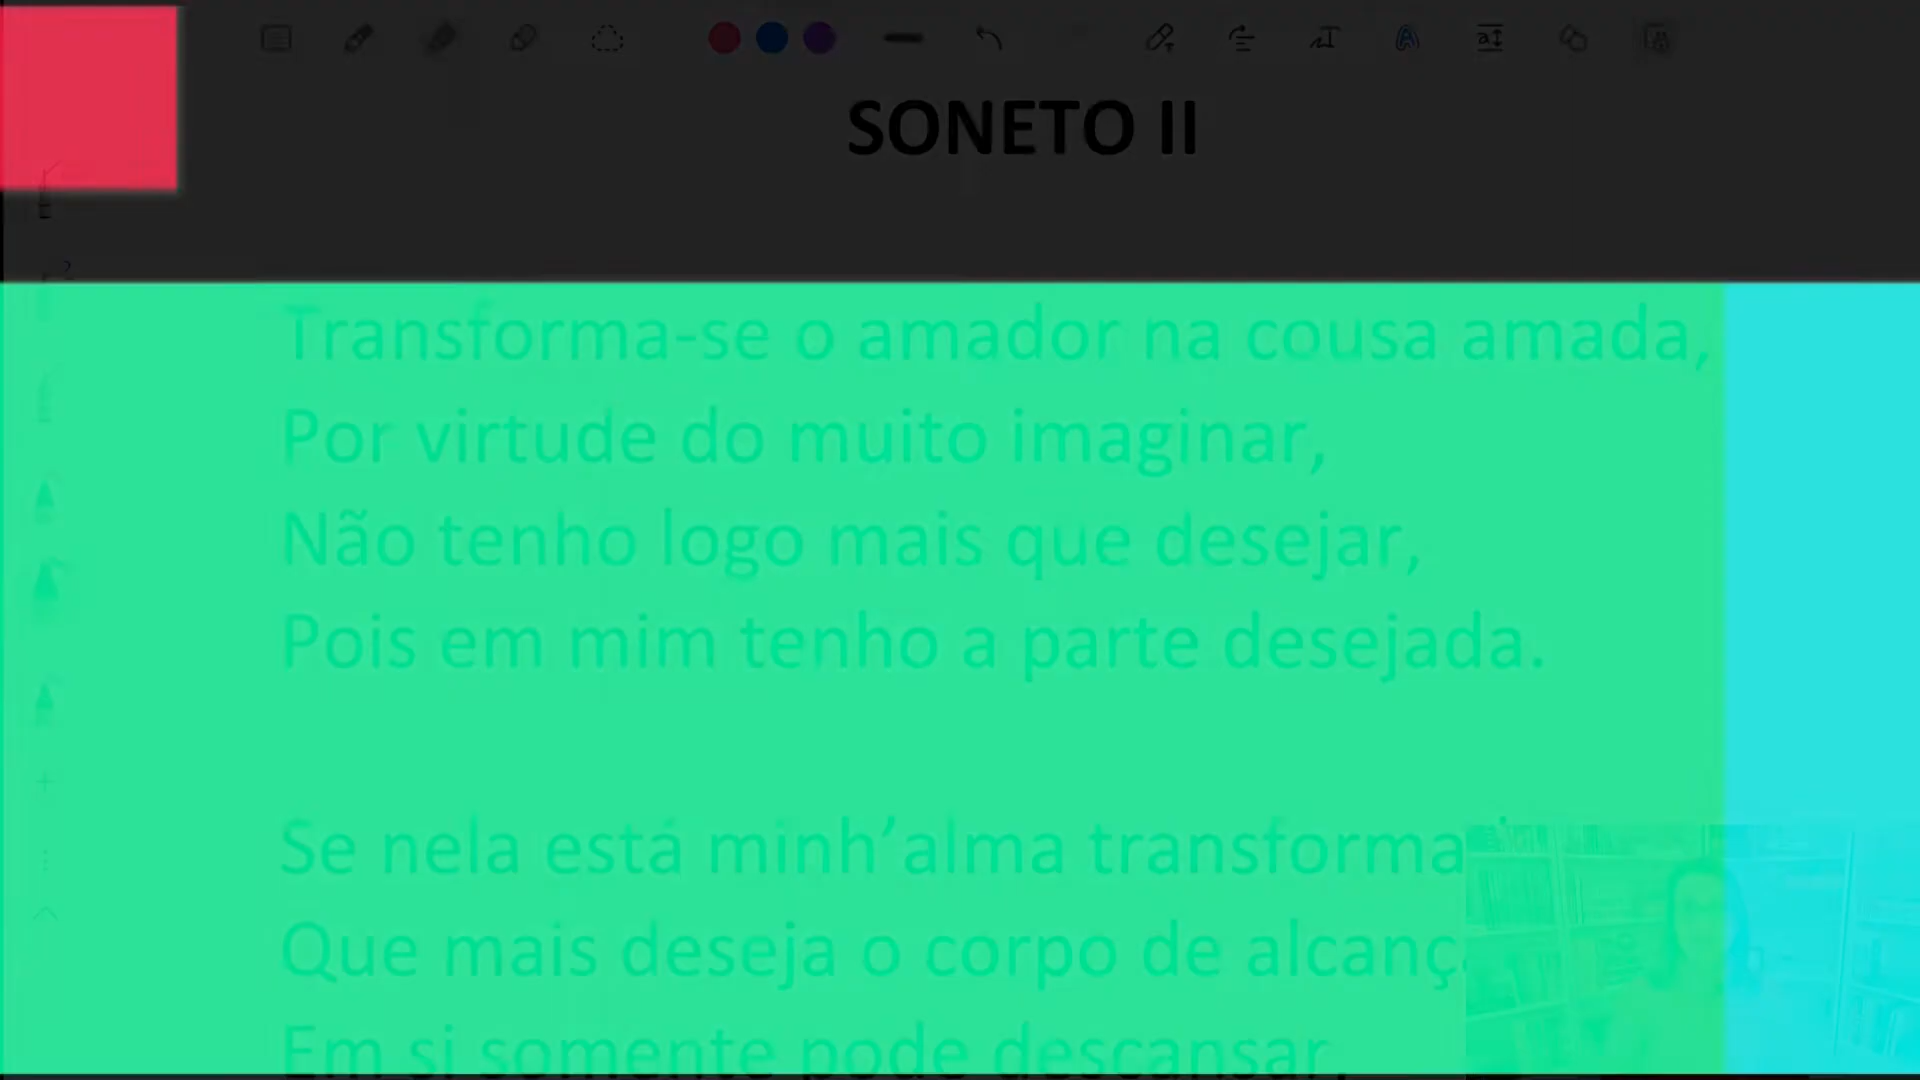 SONETO II
Transforma-se o amador na cousa amada,
Por virtude do muito imaginar,
Não tenho logo mais que desejar,
Pois em mim tenho a parte desejada.
Se nela está minh’alma transforma
Que mais deseja o corpo de alcanç
Em si somente pode descansar,